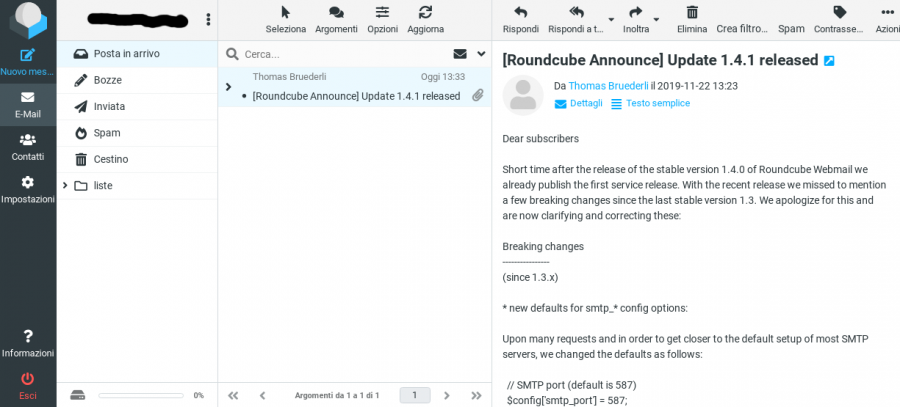 Nuovo mes...
E-Mail
Contatti
Impostazioni
Informazioni
Esci
Posta in arrivo
Bozze
Inviata
Spam
Cestino
liste
0%
Seleziona
Argomenti
Opzioni
Aggiorna
Cerca...
Thomas Bruederli
Oggi 13:33
[Roundcube Announce] Update 1.4.1 released
Argomenti da 1 a 1 di 1
1
Rispondi
Rispondi a t...
Inoltra
Elimina
Crea filtro...
Spam
Contrasse...
Azioni
[Roundcube Announce] Update 1.4.1 released
Da Thomas Bruederli il 2019-11-22 13:23
Dettagli
Testo semplice
Dear subscribers
Short time after the release of the stable version 1.4.0 of Roundcube Webmail we
already publish the first service release. With the recent release we missed to mention
a few breaking changes since the last stable version 1.3. We apologize for this and
are now clarifying and correcting these:
Breaking changes
----------------
(since 1.3.x)
* new defaults for smtp_* config options:
Upon many requests and in order to get closer to the default setup of most SMTP
servers, we changed the defaults as follows:
// SMTP port (default is 587)
$config['smtp_port'] = 587;